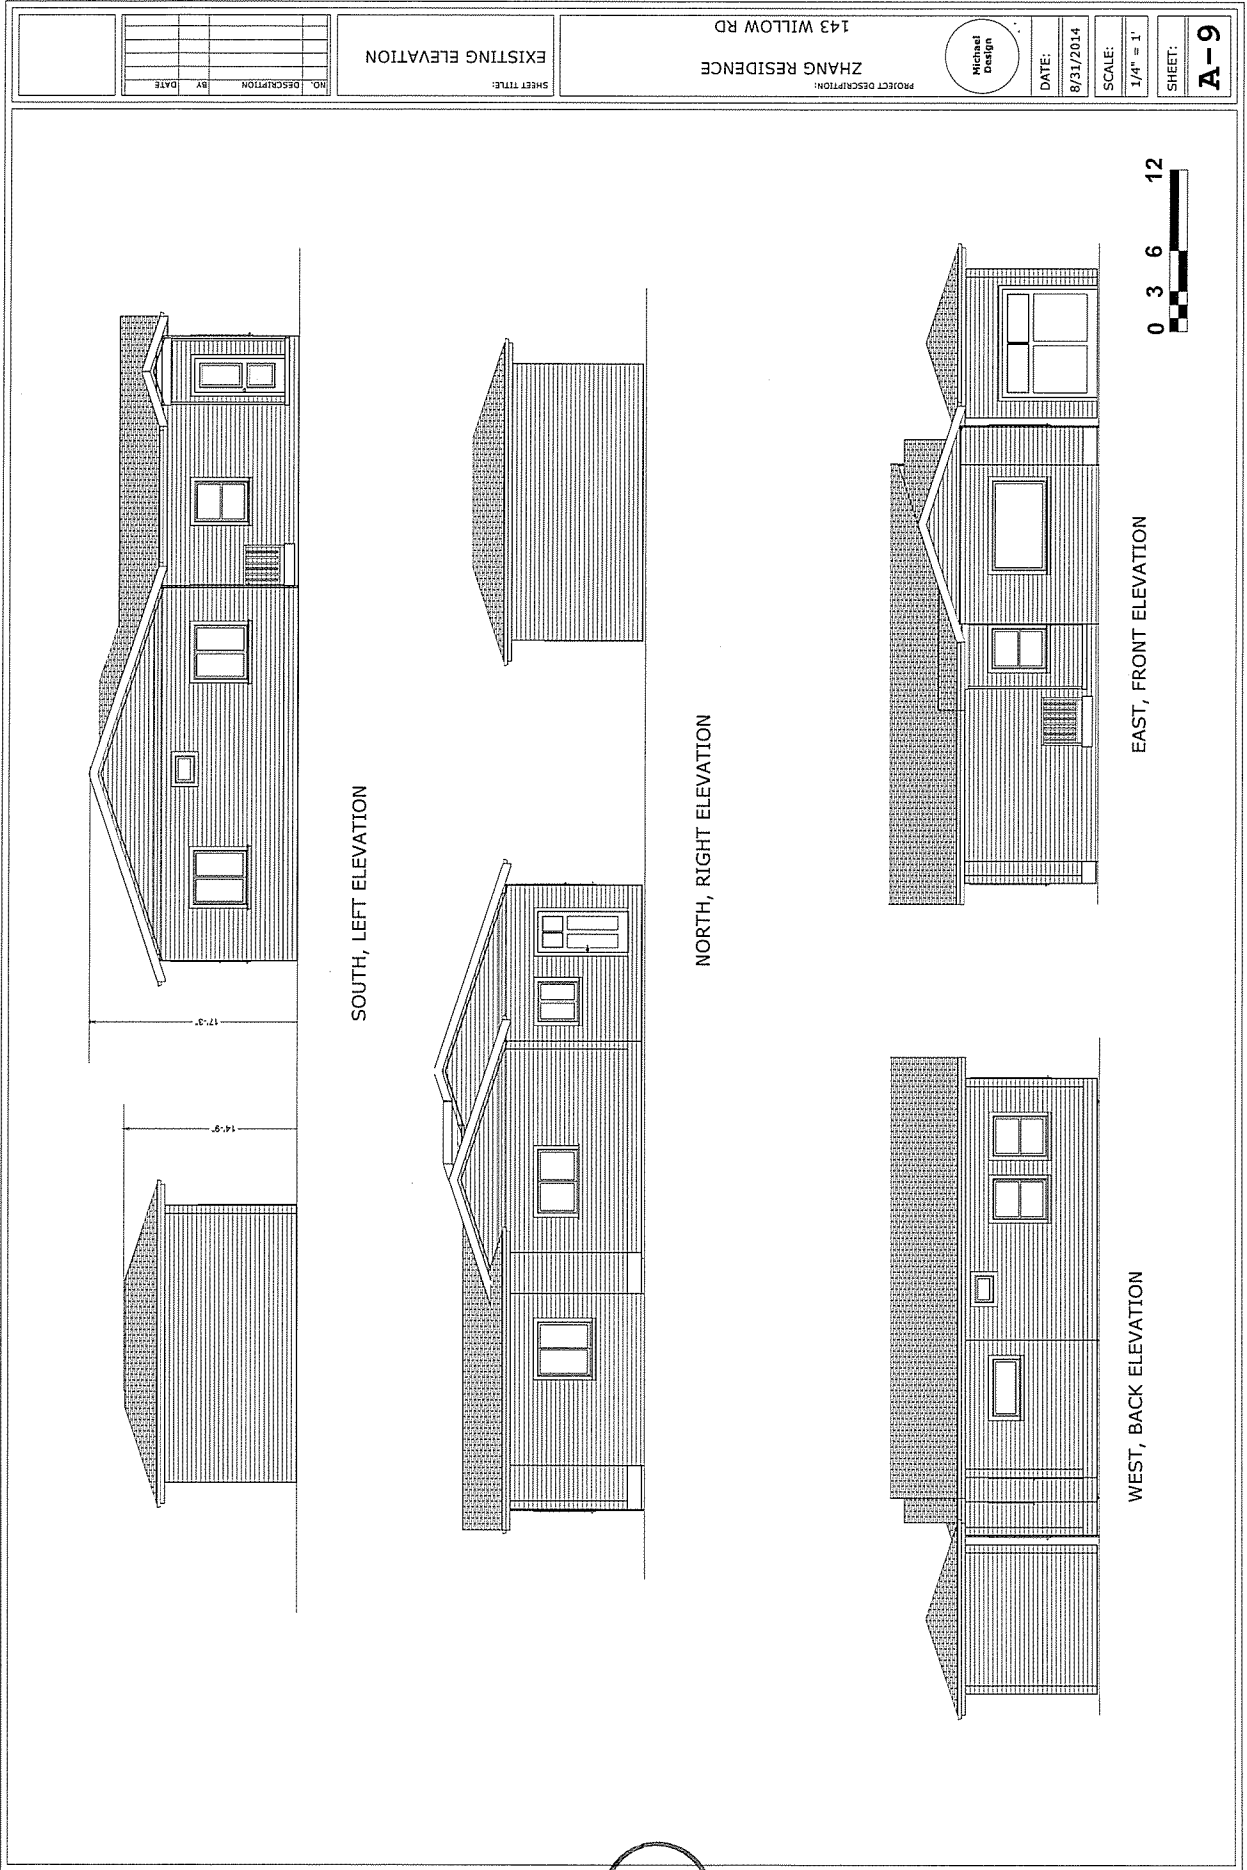 NO.
DESCRIPTION
BY
DATE
SHEET TITLE:
EXISTING ELEVATION
PROJECT DESCRIPTION:
ZHANG RESIDENCE
143 WILLOW RD
Michael
Design
DATE:
8/31/2014
SCALE:
1/4" = 1'
SHEET:
A-9
14'-9"
17'-3"
SOUTH, LEFT ELEVATION
NORTH, RIGHT ELEVATION
WEST, BACK ELEVATION
EAST, FRONT ELEVATION
0 3 6 12